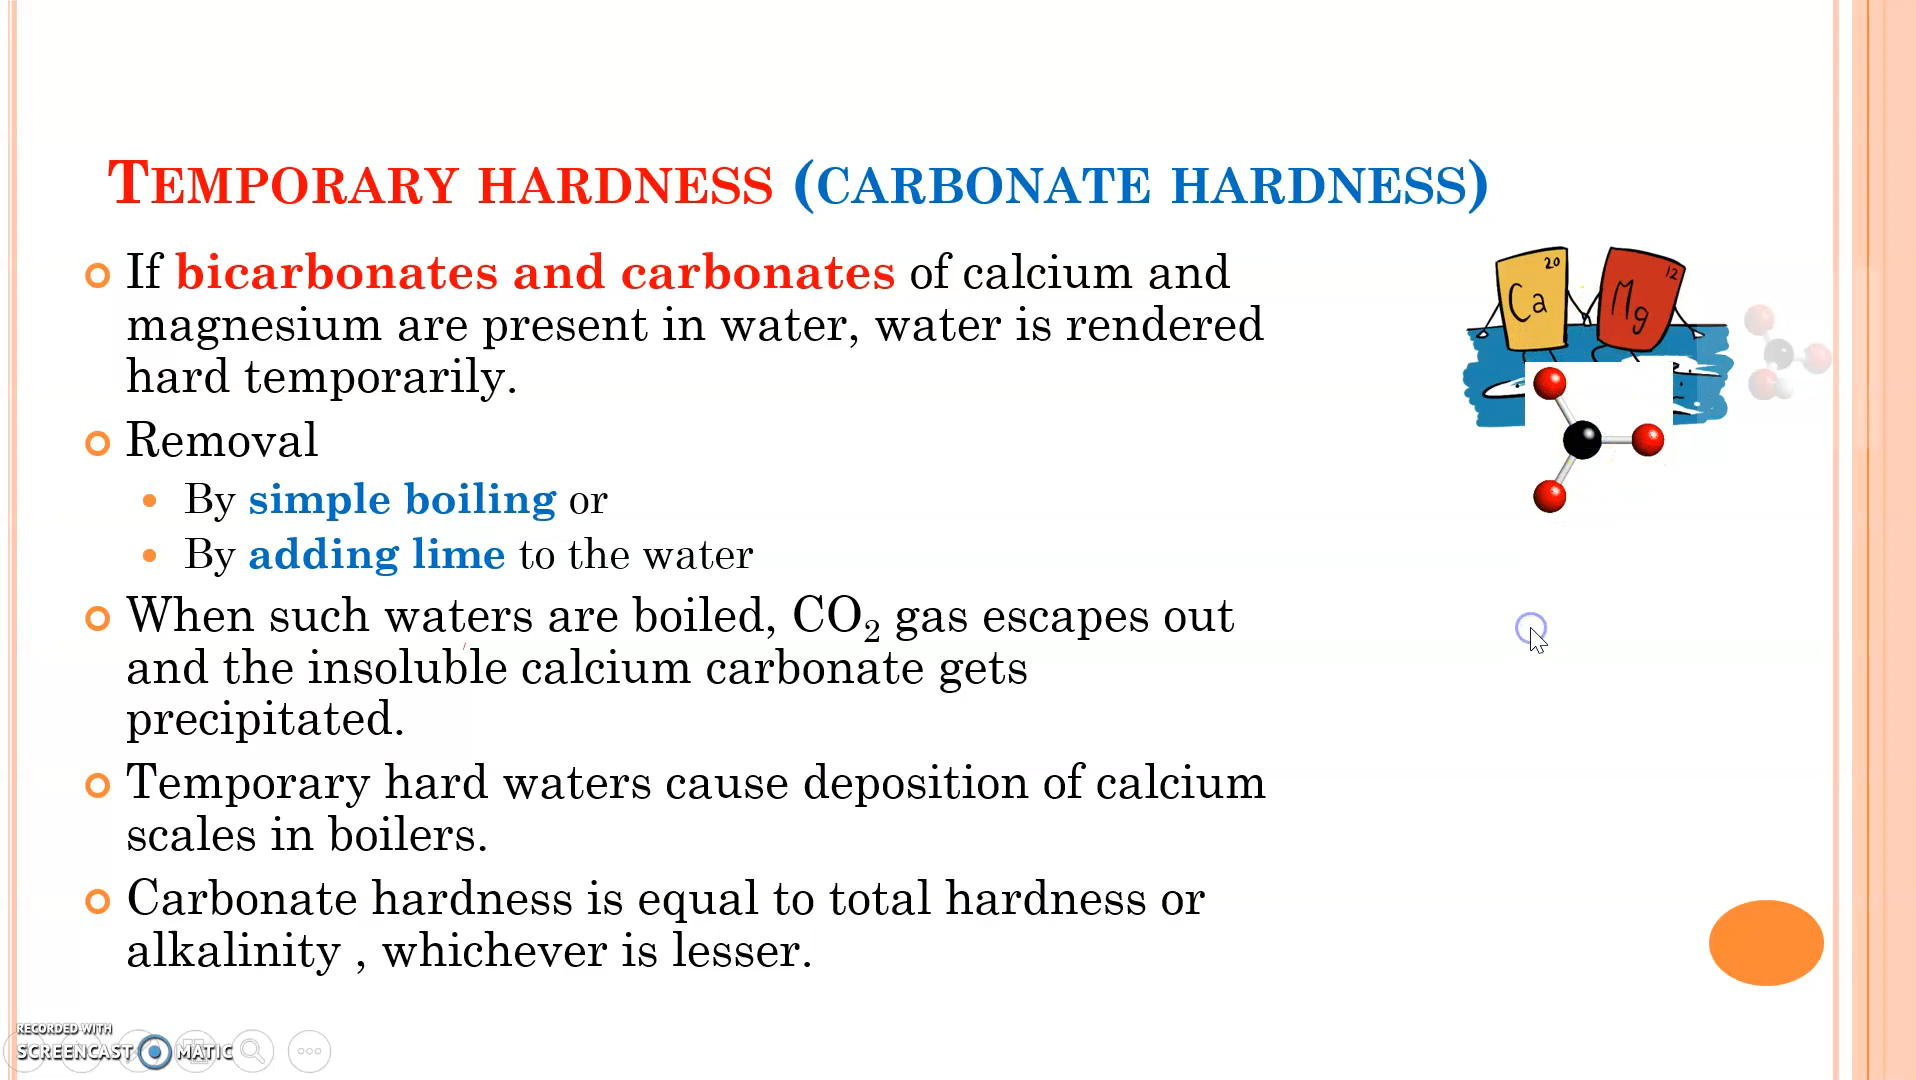 TEMPORARY HARDNESS (CARBONATE HARDNESS)
If bicarbonates and carbonates of calcium and
magnesium are present in water, water is rendered
hard temporarily.
Removal
By simple boiling or
By adding lime to the water
When such waters are boiled, CO₂ gas escapes out
and the insoluble calcium carbonate gets
precipitated.
Temporary hard waters cause deposition of calcium
scales in boilers.
Carbonate hardness is equal to total hardness or
alkalinity , whichever is lesser.
20
Ca
12
Mg
RECORDED WITH
SCREENCAST MATIC